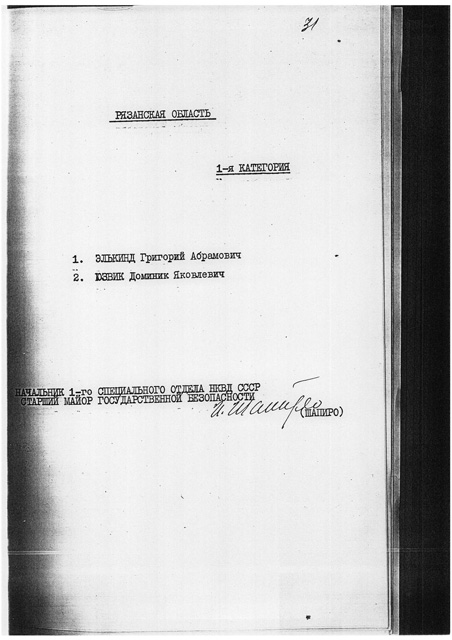 31
РЯЗАНСКАЯ ОБЛАСТЬ
1-я КАТЕГОРИЯ
1. ЭЛЬКИНД Григорий Абрамович
2. ЮЗВИК Доминик Яковлевич
НАЧАЛЬНИК 1-го СПЕЦИАЛЬНОГО ОТДЕЛА НКВД СССР
СТАРШИЙ МАЙОР ГОСУДАРСТВЕННОЙ БЕЗОПАСНОСТИ
И. Шапиро
(ШАПИРО)